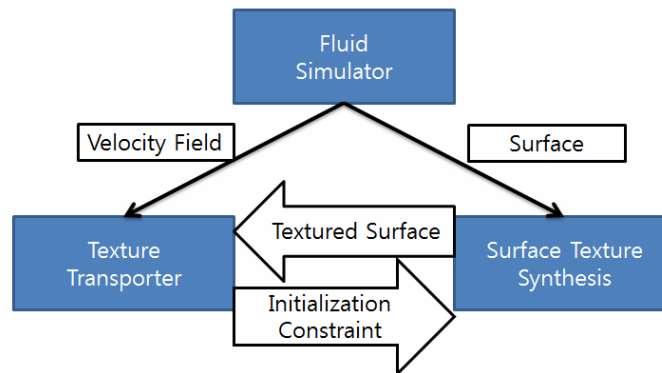 Fluid
Simulator
Velocity Field
Surface
Texture
Transporter
Textured Surface
Surface Texture
Synthesis
Initialization
Constraint